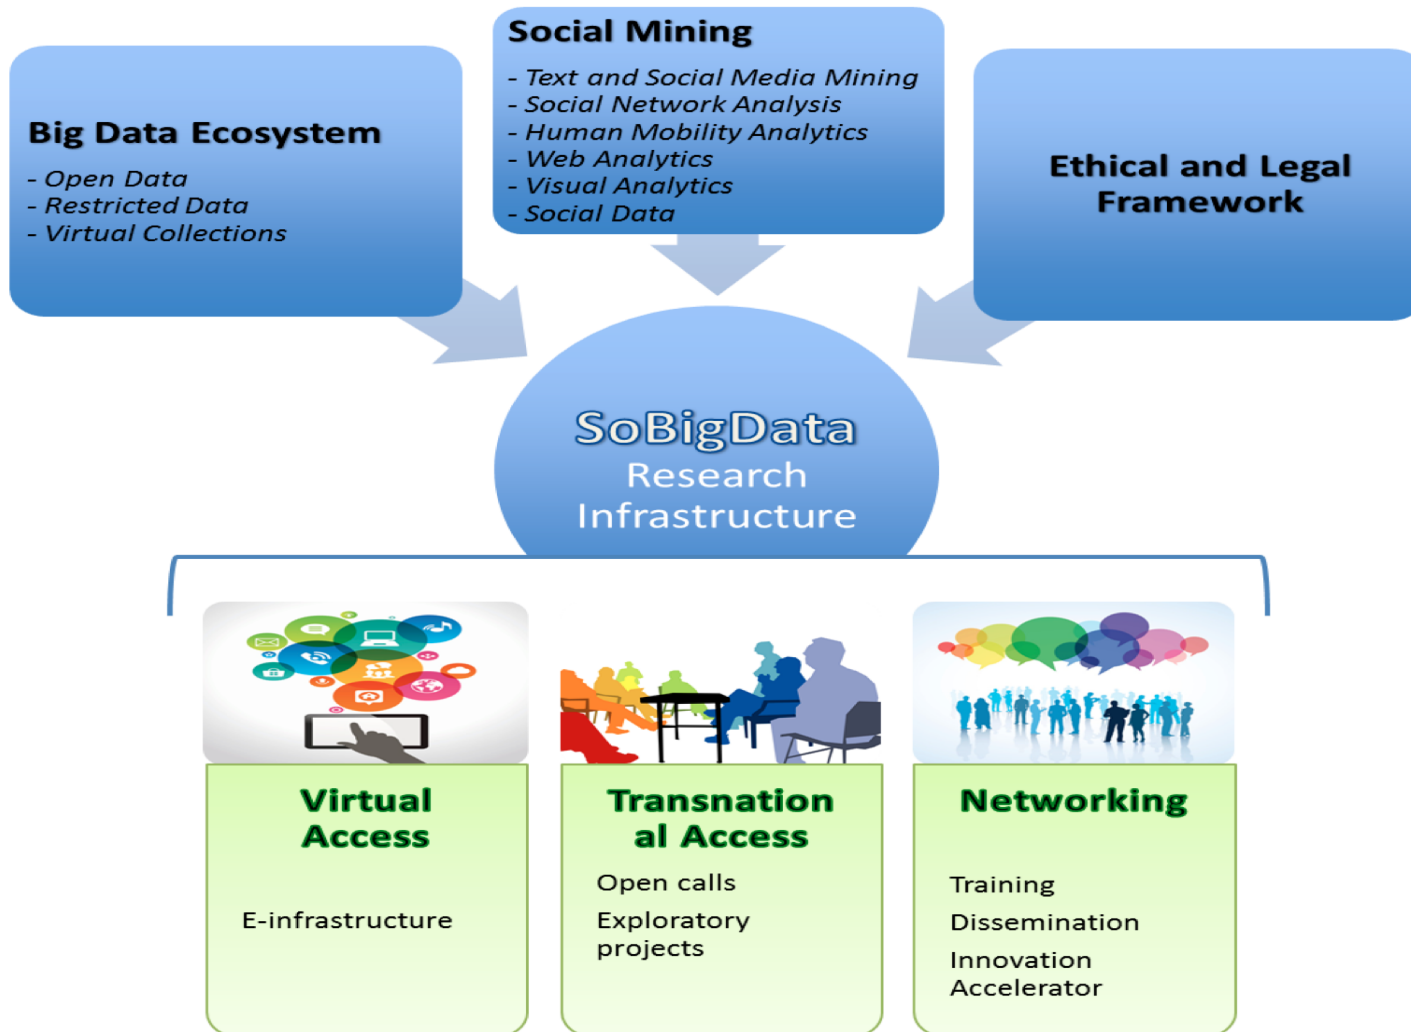 Big Data Ecosystem
- Open Data
- Restricted Data
- Virtual Collections
Social Mining
- Text and Social Media Mining
- Social Network Analysis
- Human Mobility Analytics
- Web Analytics
- Visual Analytics
- Social Data
Ethical and Legal
Framework
SoBigData
Research
Infrastructure
Virtual
Access
E-infrastructure
Transnation
al Access
Open calls
Exploratory
projects
Networking
Training
Dissemination
Innovation
Accelerator